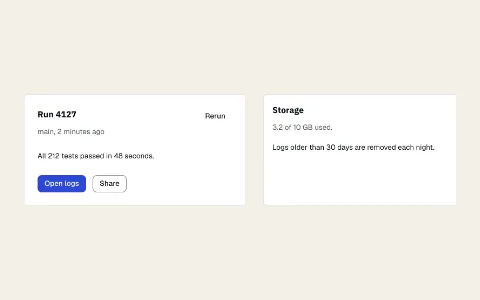 Run 4127
Rerun
main, 2 minutes ago
All 212 tests passed in 48 seconds.
Open logs
Share
Storage
3.2 of 10 GB used.
Logs older than 30 days are removed each night.